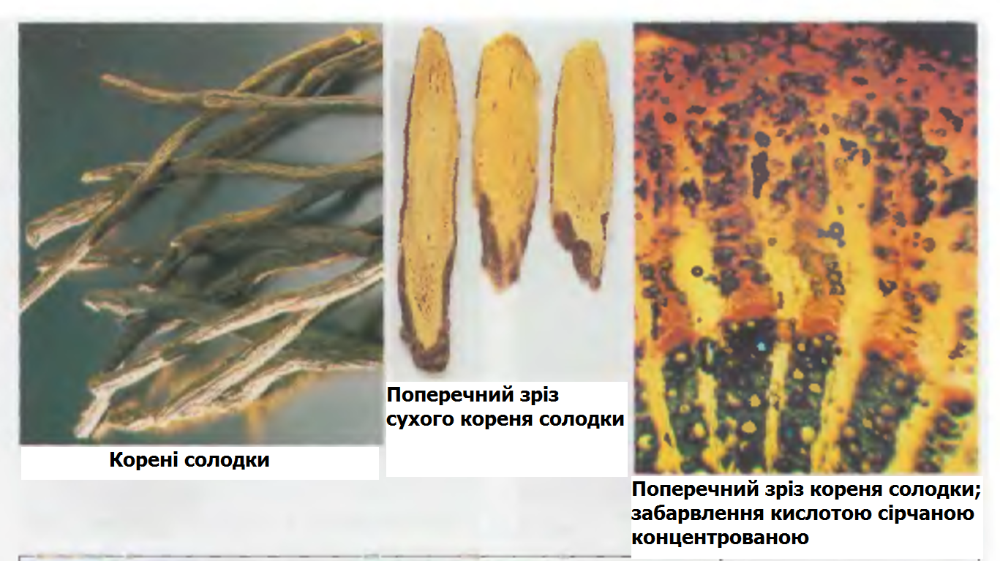 Корені солодки
Поперечний зріз
сухого кореня солодки
Поперечний зріз кореня солодки;
забарвлення кислотою сірчаною
концентрованою